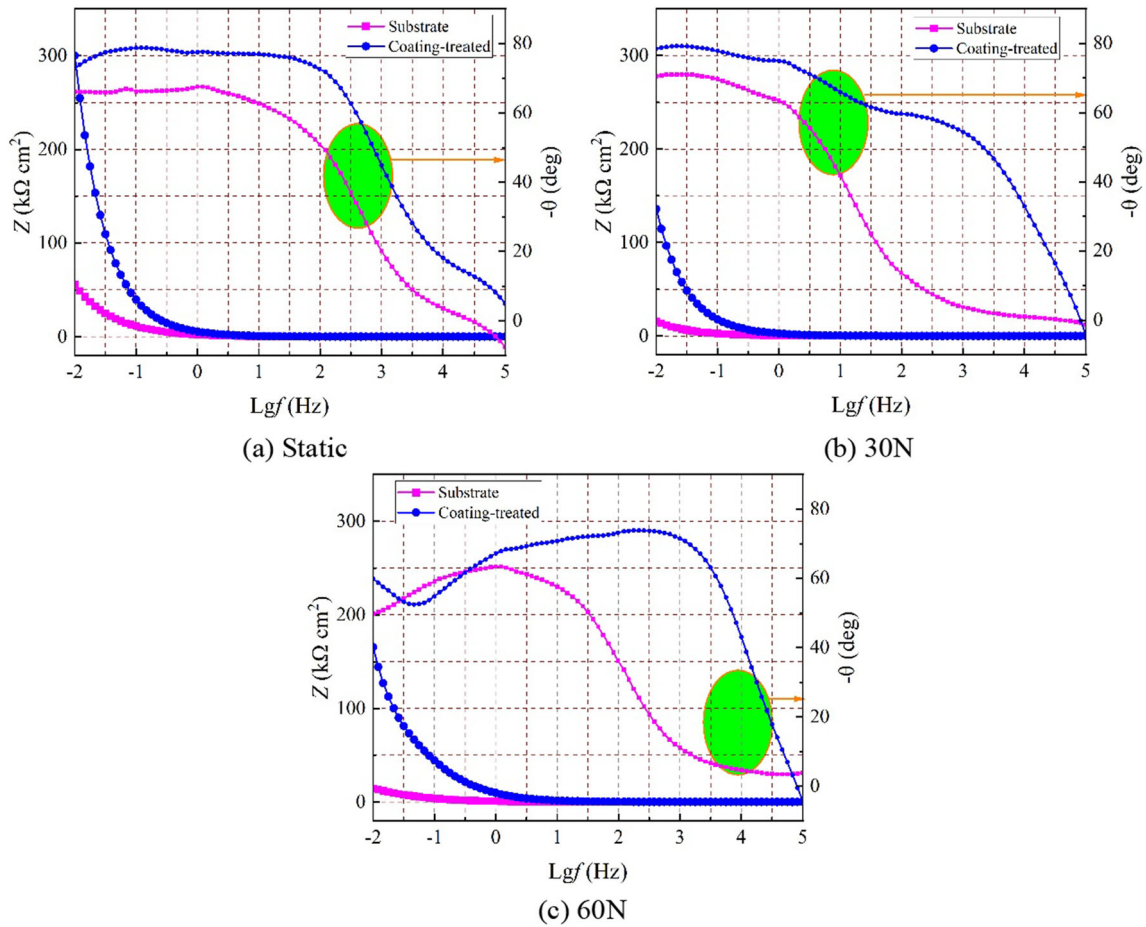 Substrate
Coating-treated
300
200
100
0
80
60
40
20
0
-2 -1 0 1 2 3 4 5
Z (kΩ cm²)
-θ (deg)
Lgf (Hz)
(a) Static
Substrate
Coating-treated
300
200
100
0
80
60
40
20
0
-2 -1 0 1 2 3 4 5
Z (kΩ cm²)
-θ (deg)
Lgf (Hz)
(b) 30N
Substrate
Coating-treated
300
200
100
0
80
60
40
20
0
-2 -1 0 1 2 3 4 5
Z (kΩ cm²)
-θ (deg)
Lgf (Hz)
(c) 60N